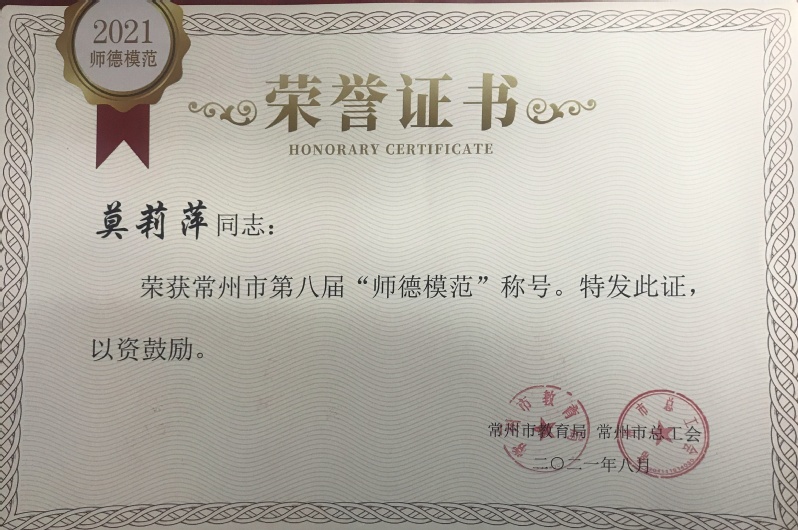 2021
师德模范
荣誉证书
HONORARY CERTIFICATE
莫莉萍同志：
荣获常州市第八届“师德模范”称号。特发此证，
以资鼓励。
常州市教育局 常州市总工会
二〇二一年八月